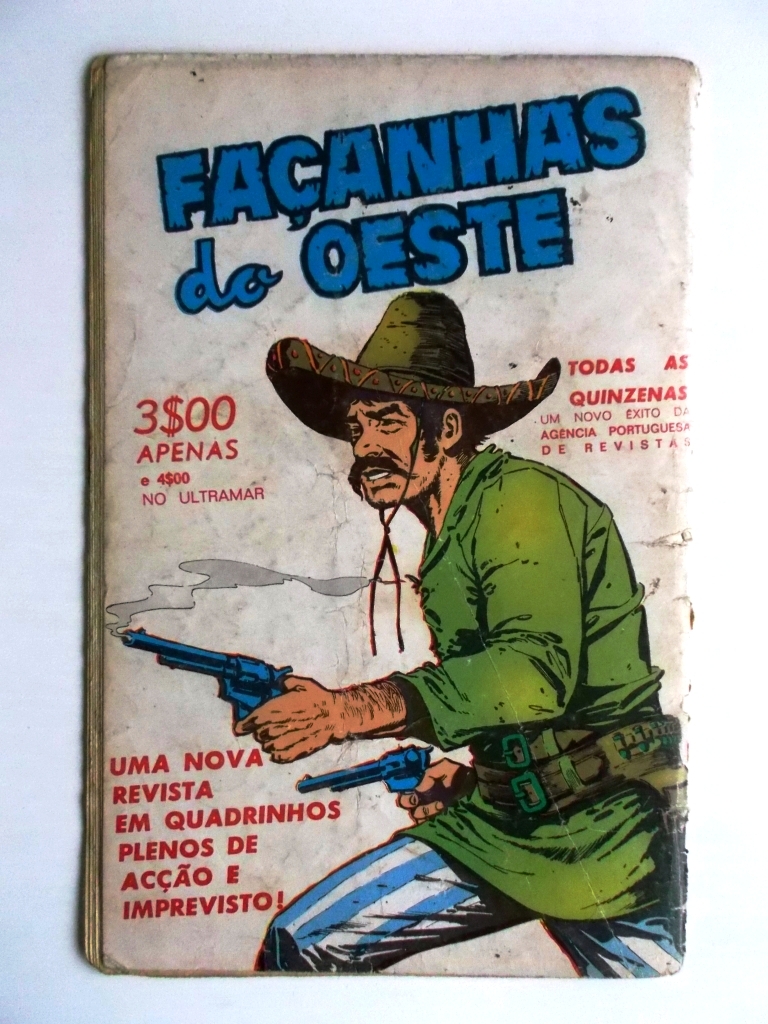 FAÇANHAS
do OESTE
TODAS AS
QUINZENAS
UM NOVO ÊXITO DA
AGÊNCIA PORTUGUESA
DE REVISTAS
3$00
APENAS
e 4$00
NO ULTRAMAR
UMA NOVA
REVISTA
EM QUADRINHOS
PLENOS DE
ACÇÃO E
IMPREVISTO!